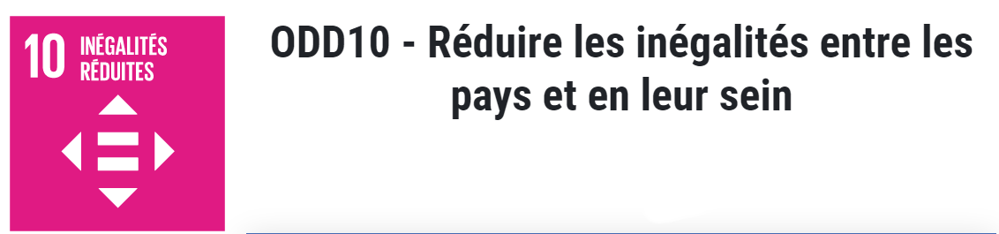 10 INÉGALITÉS
RÉDUITES
ODD10 - Réduire les inégalités entre les
pays et en leur sein